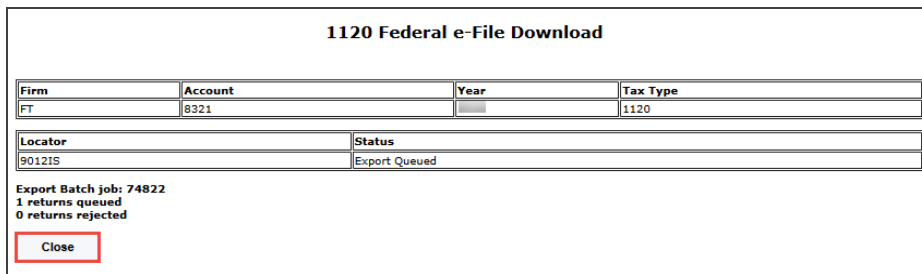 1120 Federal e-File Download
Firm Account Year Tax Type
FT 8321 1120
Locator Status
9012IS Export Queued
Export Batch job: 74822
1 returns queued
0 returns rejected
Close